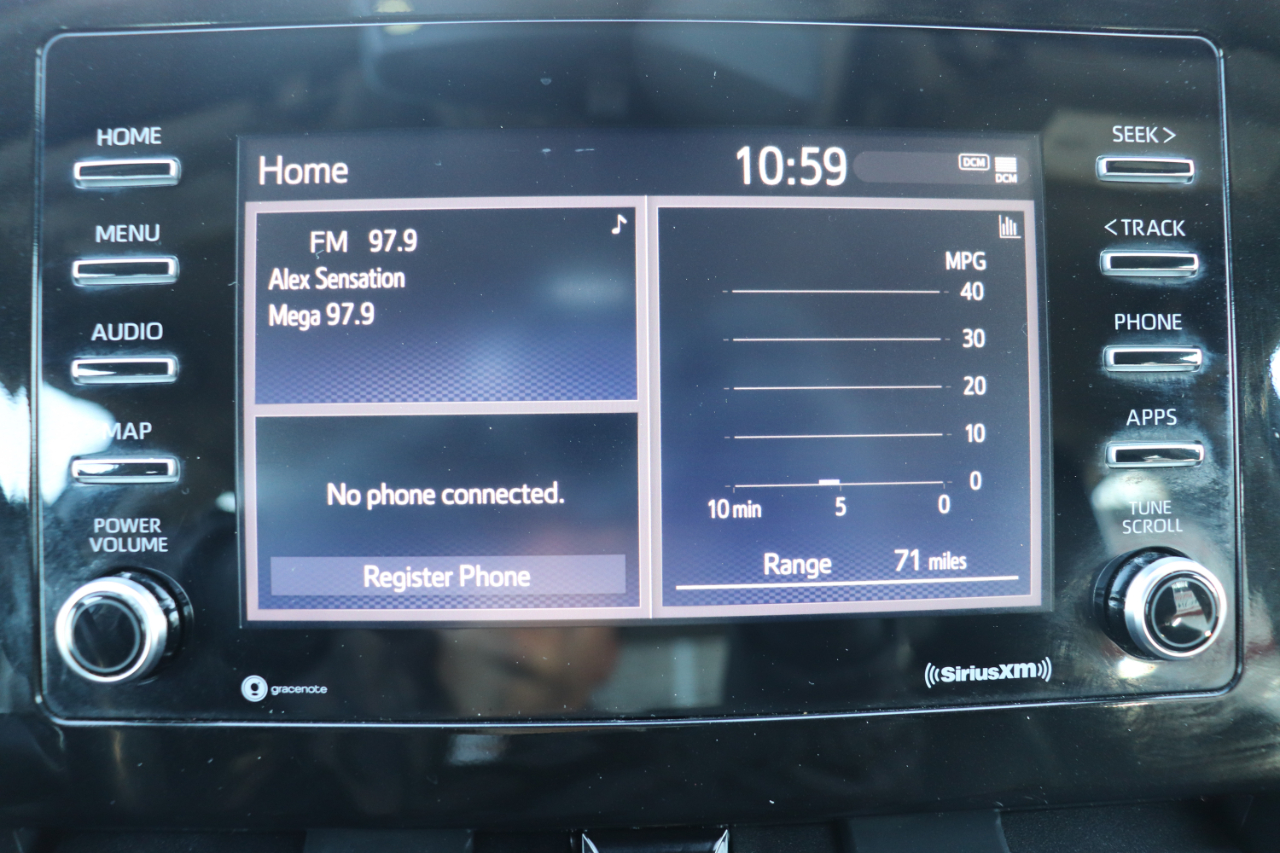 HOME
MENU
AUDIO
MAP
POWER
VOLUME
Home
10:59
DCM
DCM
FM 97.9
Alex Sensation
Mega 97.9
No phone connected.
Register Phone
MPG
40
30
20
10
0
10 min 5 0
Range 71 miles
SEEK >
< TRACK
PHONE
APPS
TUNE
SCROLL
gracenote
((SiriusXM))